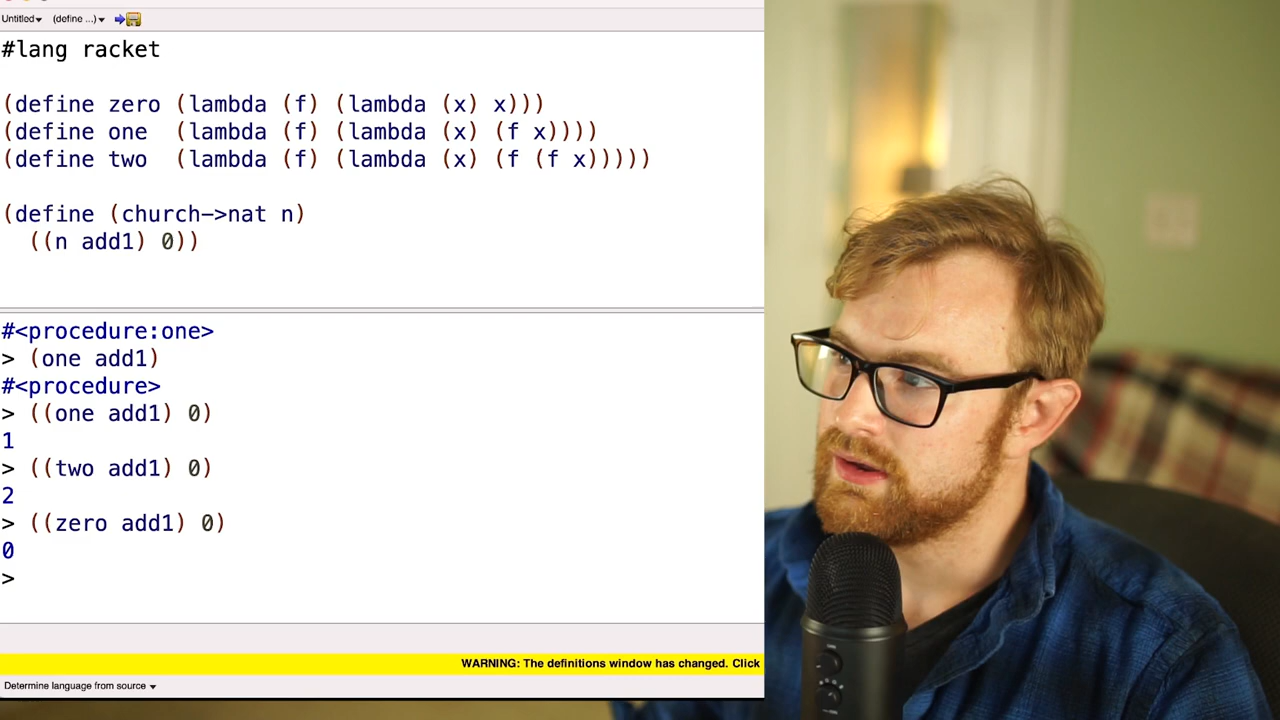 Untitled (define ...)
#lang racket
(define zero (lambda (f) (lambda (x) x)))
(define one  (lambda (f) (lambda (x) (f x))))
(define two  (lambda (f) (lambda (x) (f (f x)))))
(define (church->nat n)
  ((n add1) 0))
#<procedure:one>
> (one add1)
#<procedure>
> ((one add1) 0)
1
> ((two add1) 0)
2
> ((zero add1) 0)
0
>
WARNING: The definitions window has changed. Click
Determine language from source